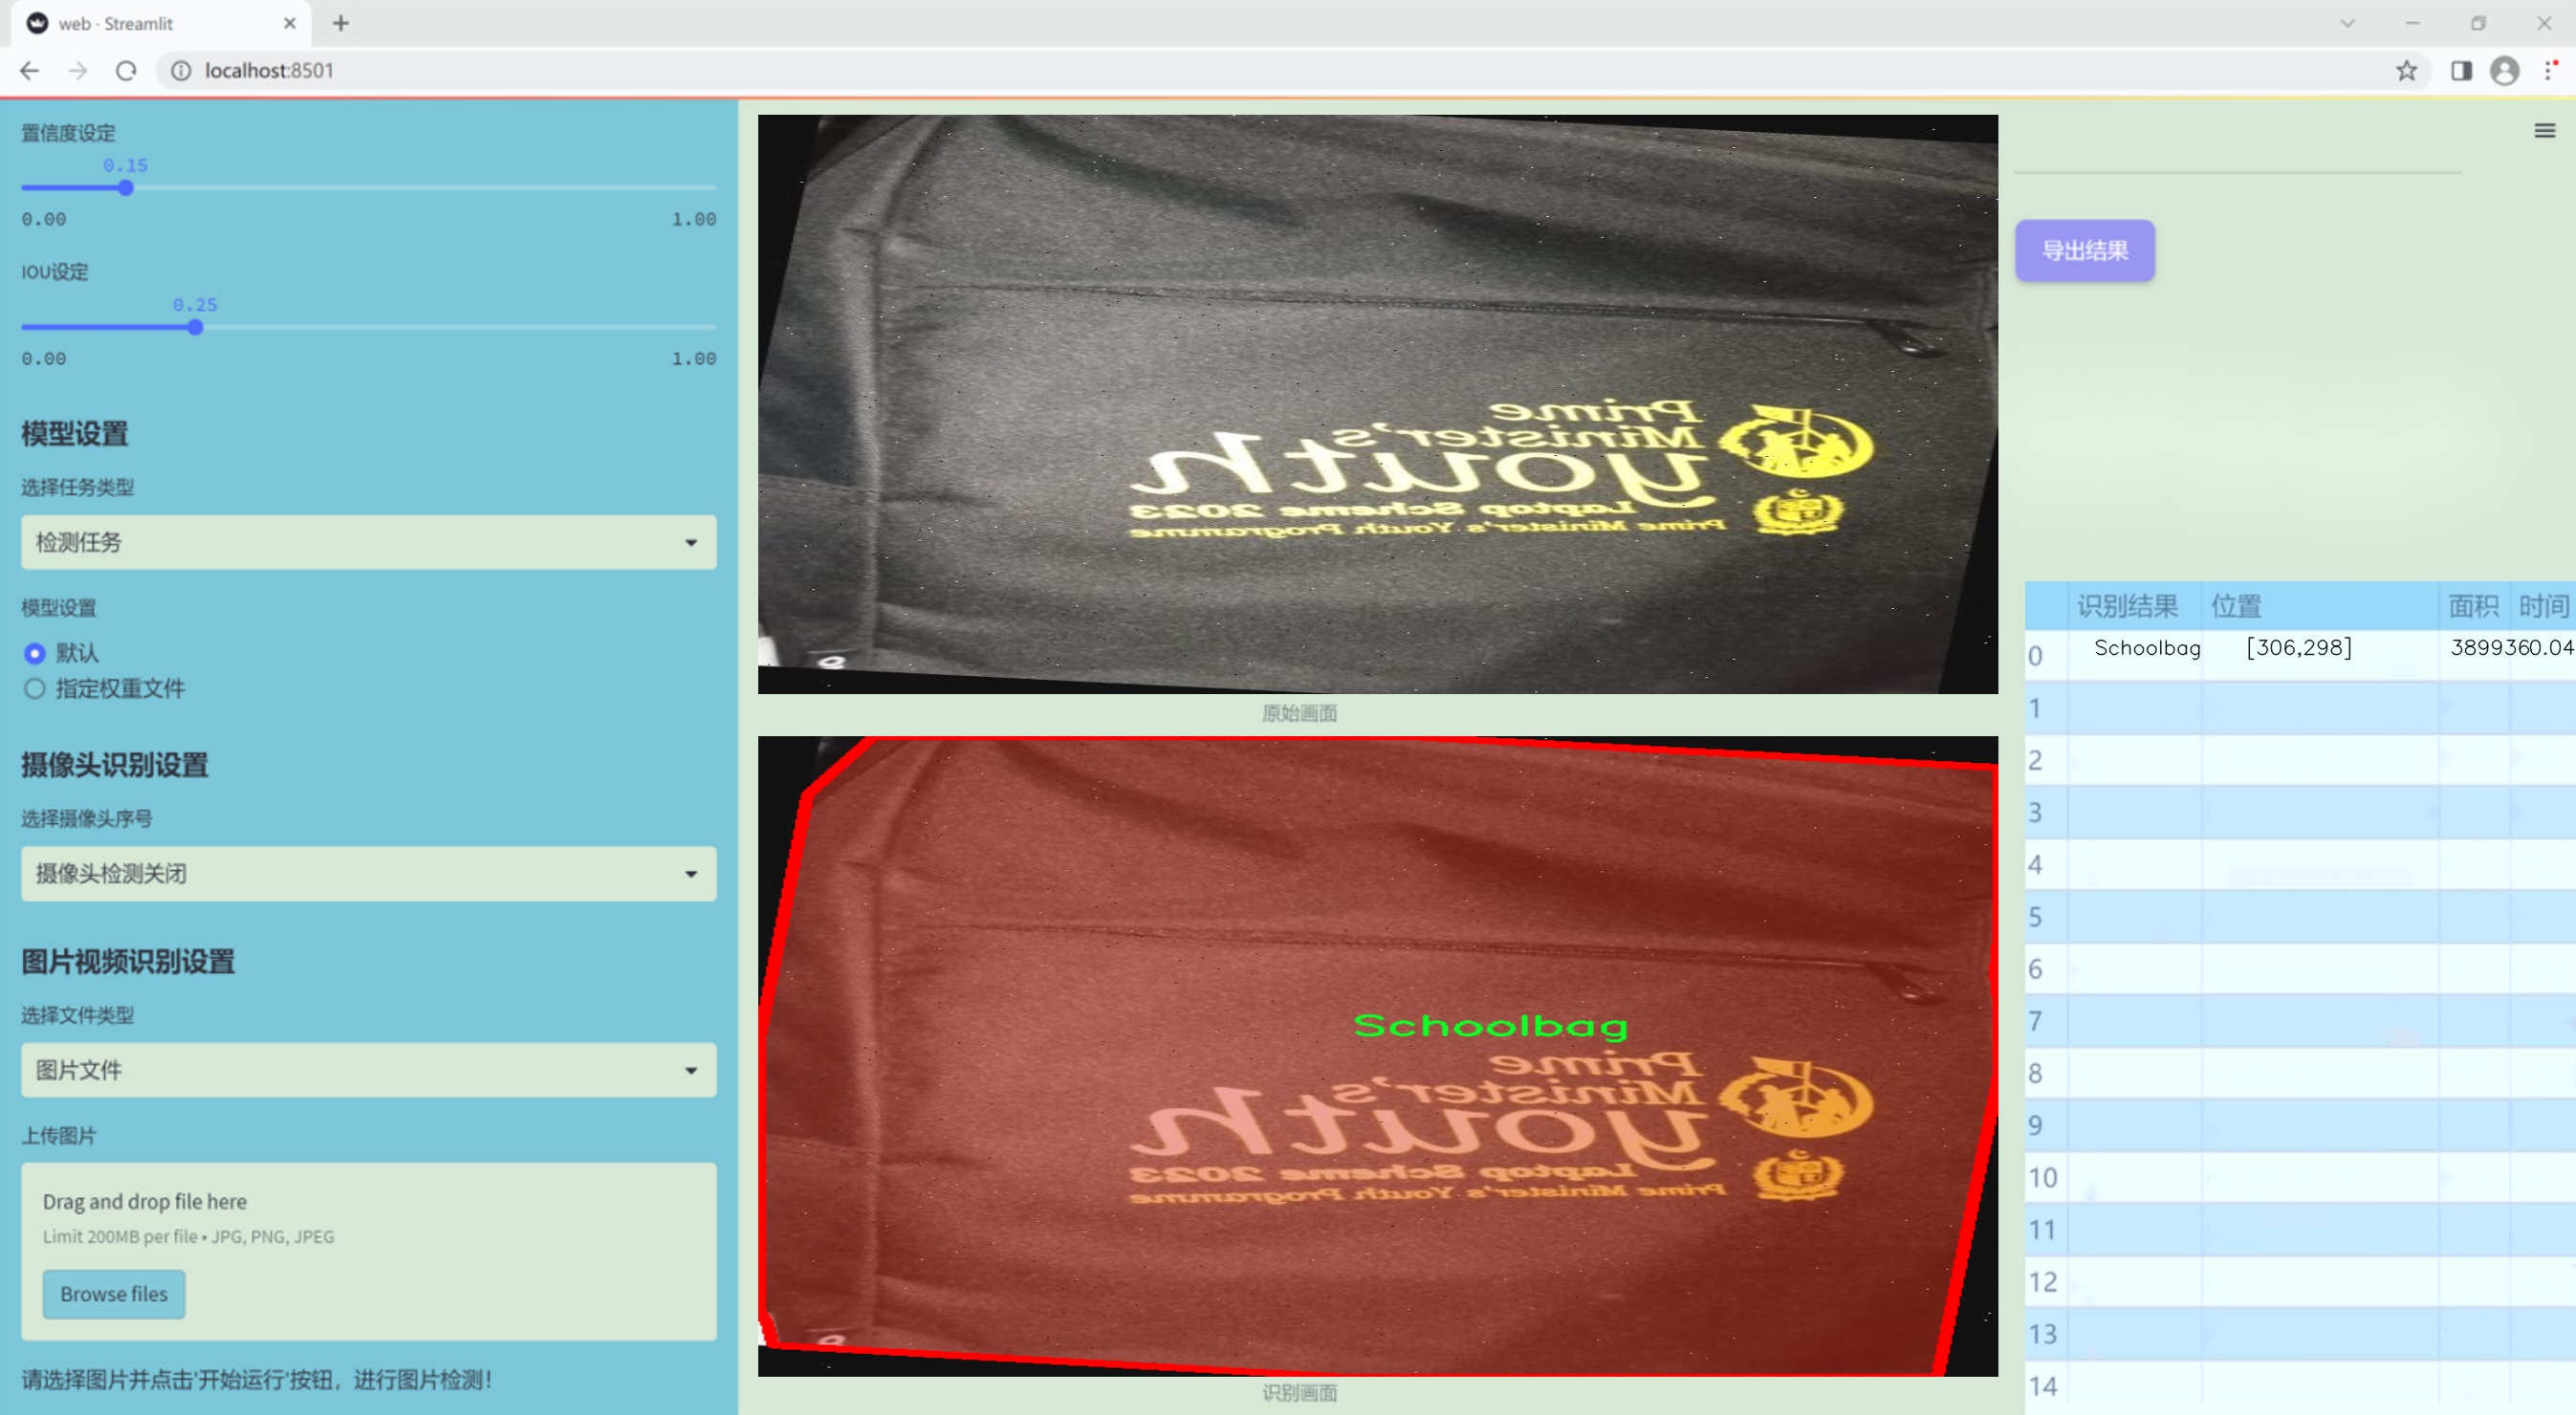 web · Streamlit
localhost:8501
置信度设定
0.15
0.00 1.00
IOU设定
0.25
0.00 1.00
模型设置
选择任务类型
检测任务
模型设置
默认
指定权重文件
摄像头识别设置
选择摄像头序号
摄像头检测关闭
图片视频识别设置
选择文件类型
图片文件
上传图片
Drag and drop file here
Limit 200MB per file • JPG, PNG, JPEG
Browse files
请选择图片并点击'开始运行'按钮，进行图片检测！
Prime
Minister's
youth
Laptop Scheme 2023
Prime Minister's Youth Programme
原始画面
Schoolbag
Prime
Minister's
youth
Laptop Scheme 2023
Prime Minister's Youth Programme
识别画面
导出结果
识别结果 位置 面积 时间
0 Schoolbag [306,298] 3899360.04
1
2
3
4
5
6
7
8
9
10
11
12
13
14